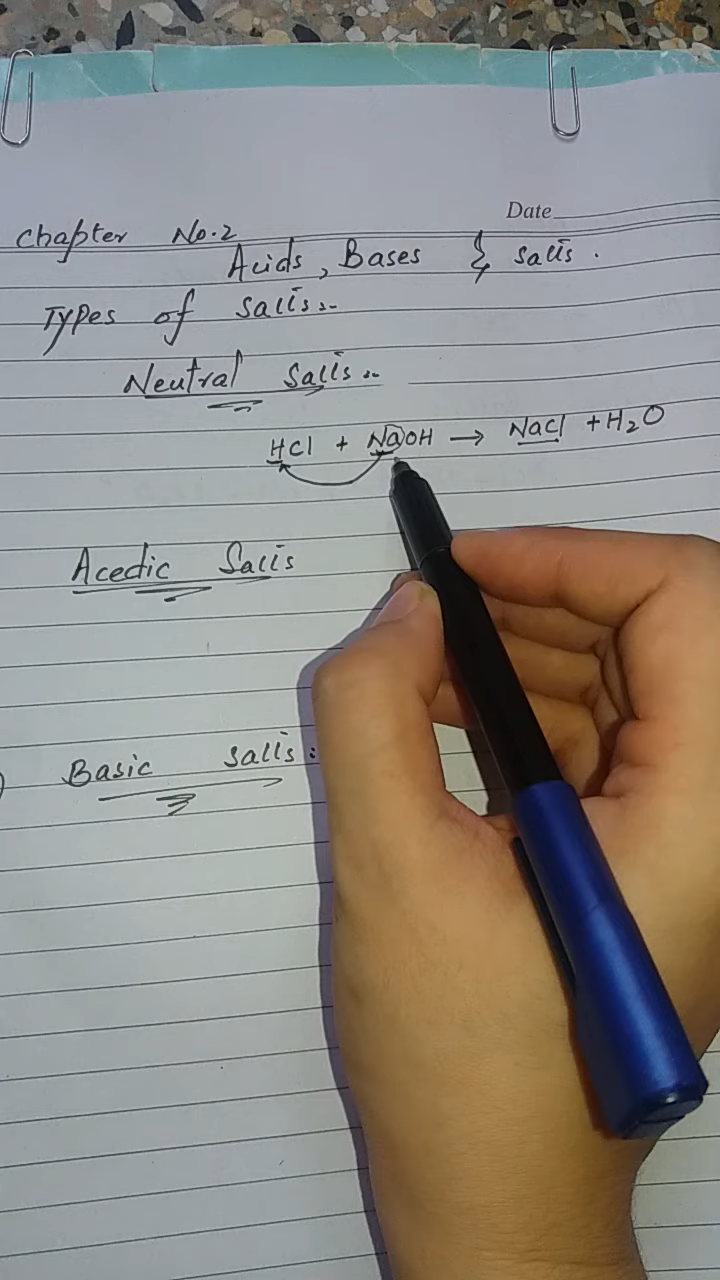 Date
Chapter No.2
Acids, Bases & Salts.
Types of Salts:-
Neutral Salts:-
HCl + NaOH → NaCl + H₂O
Acedic Salts
Basic Salts: